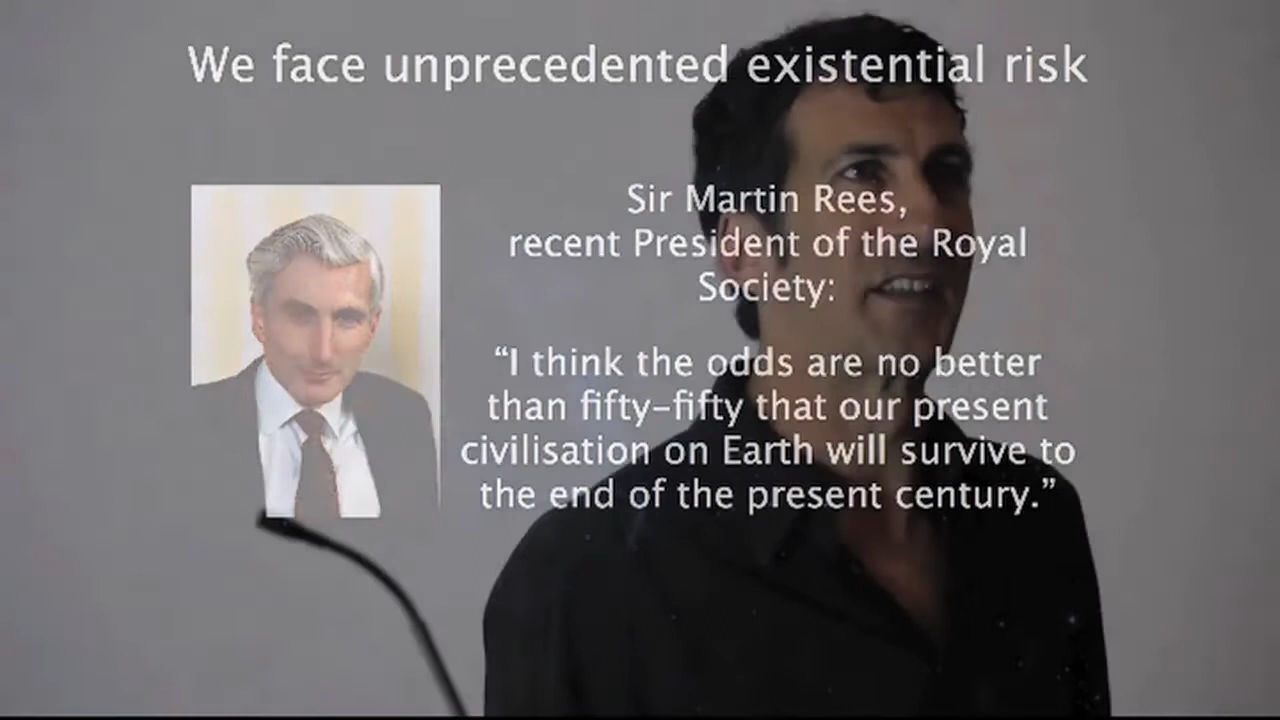 We face unprecedented existential risk
Sir Martin Rees,
recent President of the Royal
Society:
“I think the odds are no better
than fifty-fifty that our present
civilisation on Earth will survive to
the end of the present century.”